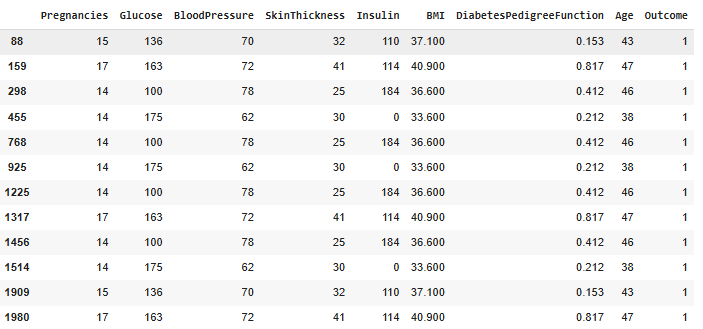 Pregnancies Glucose BloodPressure SkinThickness Insulin BMI DiabetesPedigreeFunction Age Outcome
88 15 136 70 32 110 37.100 0.153 43 1
159 17 163 72 41 114 40.900 0.817 47 1
298 14 100 78 25 184 36.600 0.412 46 1
455 14 175 62 30 0 33.600 0.212 38 1
768 14 100 78 25 184 36.600 0.412 46 1
925 14 175 62 30 0 33.600 0.212 38 1
1225 14 100 78 25 184 36.600 0.412 46 1
1317 17 163 72 41 114 40.900 0.817 47 1
1456 14 100 78 25 184 36.600 0.412 46 1
1514 14 175 62 30 0 33.600 0.212 38 1
1909 15 136 70 32 110 37.100 0.153 43 1
1980 17 163 72 41 114 40.900 0.817 47 1